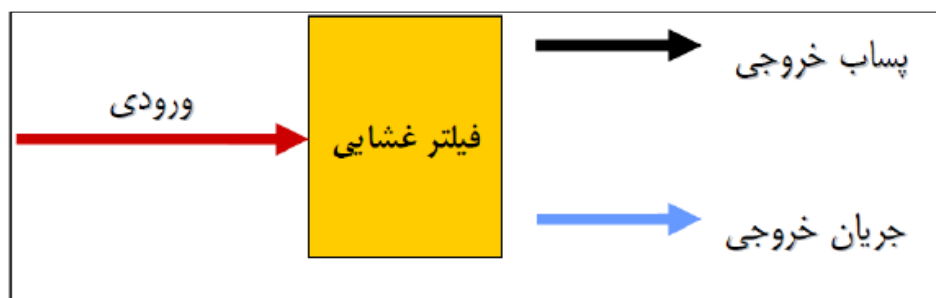 پساب خروجی
ورودی
فیلتر غشایی
جریان خروجی